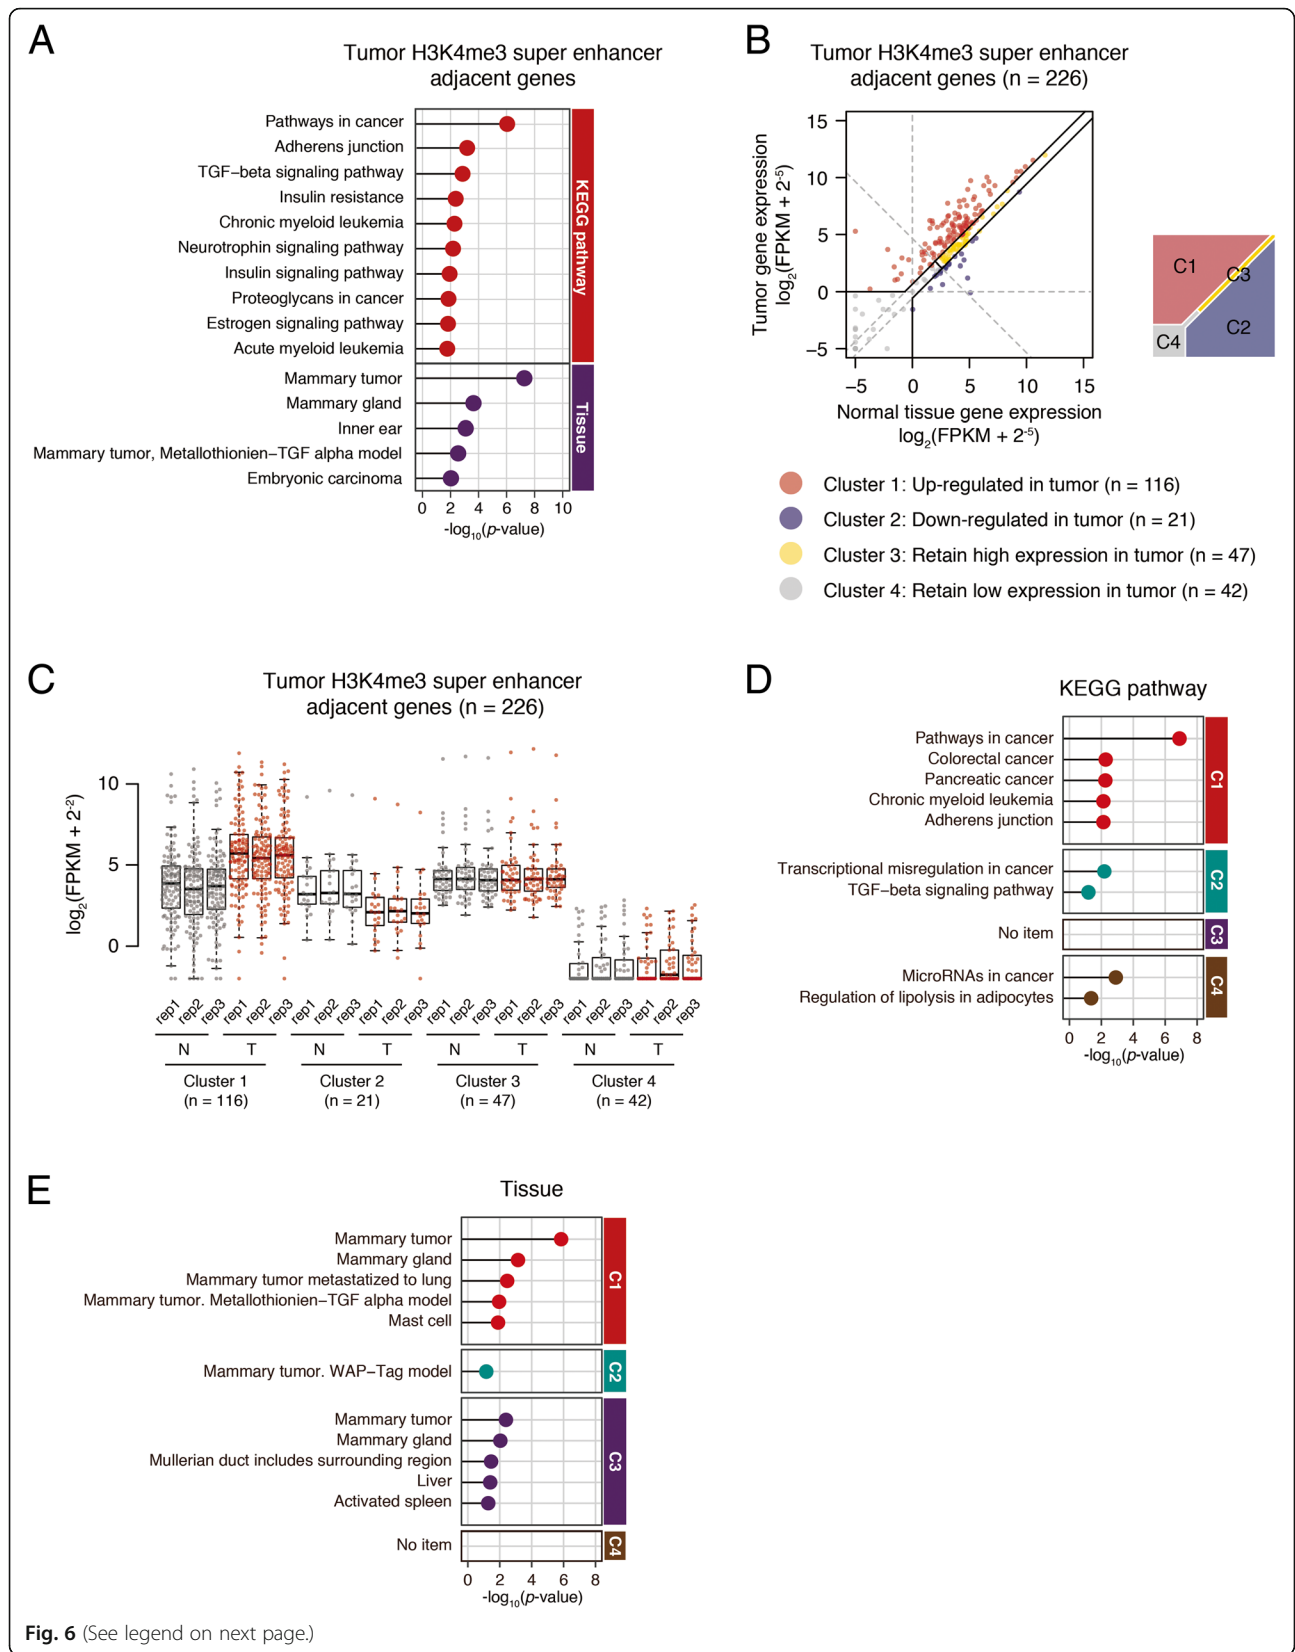 A
Tumor H3K4me3 super enhancer
adjacent genes
Pathways in cancer
Adherens junction
TGF−beta signaling pathway
Insulin resistance
Chronic myeloid leukemia
Neurotrophin signaling pathway
Insulin signaling pathway
Proteoglycans in cancer
Estrogen signaling pathway
Acute myeloid leukemia
KEGG pathway
Mammary tumor
Mammary gland
Inner ear
Mammary tumor, Metallothionien−TGF alpha model
Embryonic carcinoma
Tissue
0 2 4 6 8 10
-log10(p-value)
B
Tumor H3K4me3 super enhancer
adjacent genes (n = 226)
Tumor gene expression
log2(FPKM + 2-5)
15
10
5
0
−5
−5 0 5 10 15
Normal tissue gene expression
log2(FPKM + 2-5)
C1
C3
C2
C4
Cluster 1: Up-regulated in tumor (n = 116)
Cluster 2: Down-regulated in tumor (n = 21)
Cluster 3: Retain high expression in tumor (n = 47)
Cluster 4: Retain low expression in tumor (n = 42)
C
Tumor H3K4me3 super enhancer
adjacent genes (n = 226)
log2(FPKM + 2-2)
10
5
0
rep1 rep2 rep3 rep1 rep2 rep3 rep1 rep2 rep3 rep1 rep2 rep3 rep1 rep2 rep3 rep1 rep2 rep3 rep1 rep2 rep3 rep1 rep2 rep3
N T N T N T N T
Cluster 1 Cluster 2 Cluster 3 Cluster 4
(n = 116) (n = 21) (n = 47) (n = 42)
D
KEGG pathway
Pathways in cancer
Colorectal cancer
Pancreatic cancer
Chronic myeloid leukemia
Adherens junction
C1
Transcriptional misregulation in cancer
TGF−beta signaling pathway
C2
No item
C3
MicroRNAs in cancer
Regulation of lipolysis in adipocytes
C4
0 2 4 6 8
-log10(p-value)
E
Tissue
Mammary tumor
Mammary gland
Mammary tumor metastatized to lung
Mammary tumor. Metallothionien−TGF alpha model
Mast cell
C1
Mammary tumor. WAP−Tag model
C2
Mammary tumor
Mammary gland
Mullerian duct includes surrounding region
Liver
Activated spleen
C3
No item
C4
0 2 4 6 8
-log10(p-value)
Fig. 6 (See legend on next page.)